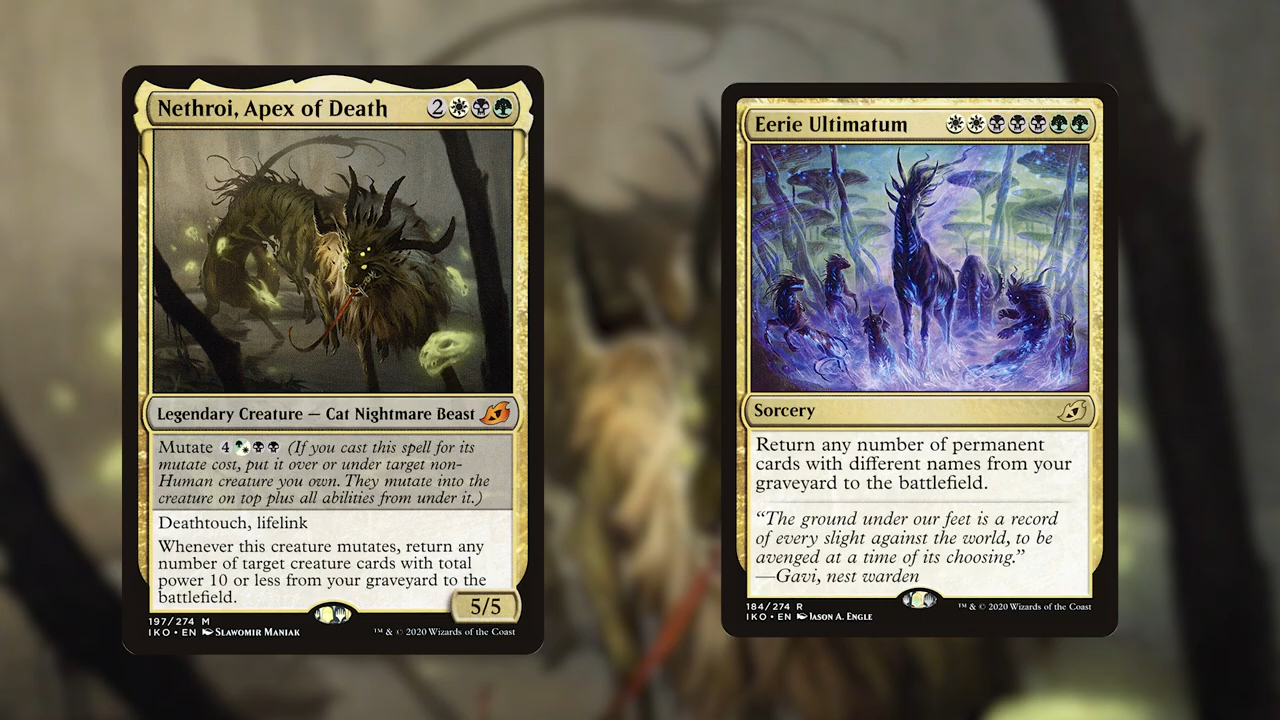 Nethroi, Apex of Death 2
Legendary Creature — Cat Nightmare Beast
Mutate 4 (If you cast this spell for its
mutate cost, put it over or under target non-
Human creature you own. They mutate into the
creature on top plus all abilities from under it.)
Deathtouch, lifelink
Whenever this creature mutates, return any
number of target creature cards with total
power 10 or less from your graveyard to the
battlefield.
5/5
197/274 M
IKO • EN SLAWOMIR MANIAK
™ & © 2020 Wizards of the Coast
Eerie Ultimatum
Sorcery
Return any number of permanent
cards with different names from your
graveyard to the battlefield.
“The ground under our feet is a record
of every slight against the world, to be
avenged at a time of its choosing.”
—Gavi, nest warden
184/274 R
IKO • EN JASON A. ENGLE
™ & © 2020 Wizards of the Coast